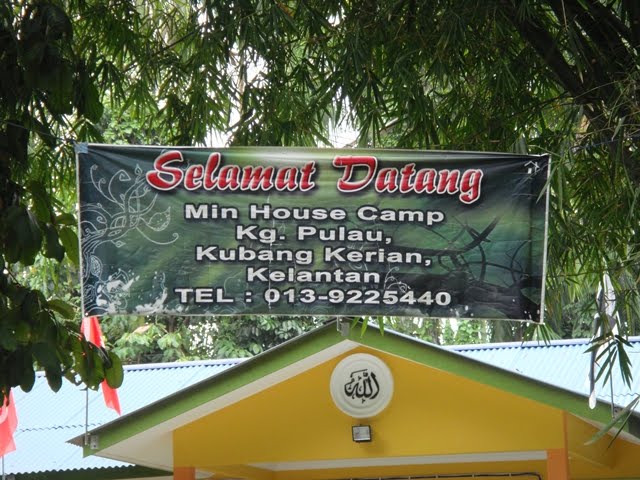 Selamat Datang
Min House Camp
Kg. Pulau,
Kubang Kerian,
Kelantan
TEL : 013-9225440
الله